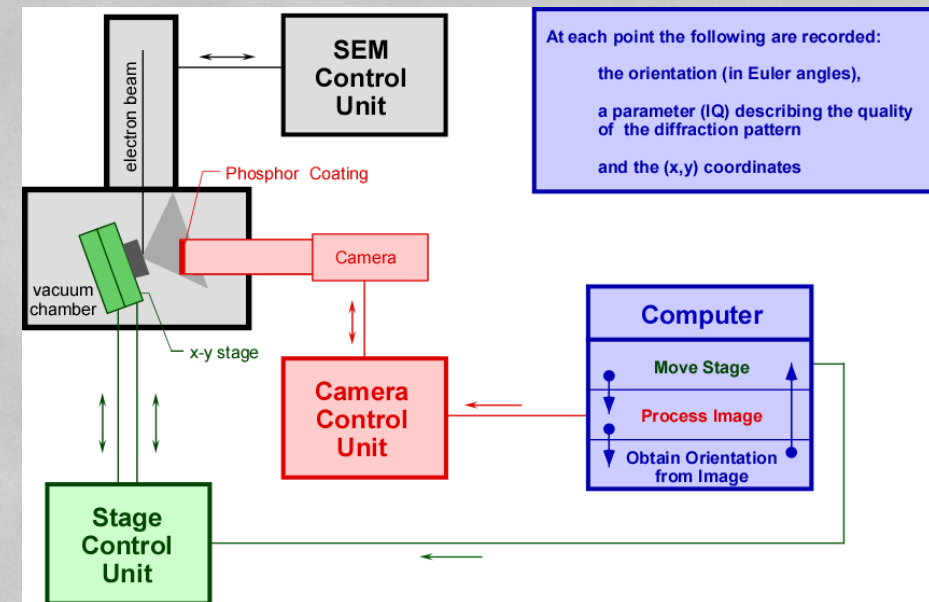 SEM
Control
Unit
electron beam
At each point the following are recorded:
the orientation (in Euler angles),
a parameter (IQ) describing the quality
of the diffraction pattern
and the (x,y) coordinates
Phosphor Coating
Camera
vacuum
chamber
x-y stage
Computer
Move Stage
Process Image
Obtain Orientation
from Image
Camera
Control
Unit
Stage
Control
Unit